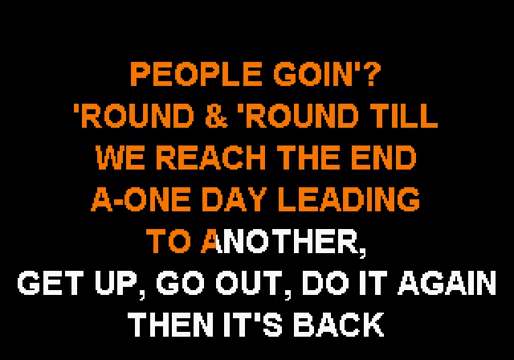 PEOPLE GOIN'?
'ROUND & 'ROUND TILL
WE REACH THE END
A-ONE DAY LEADING
TO ANOTHER,
GET UP, GO OUT, DO IT AGAIN
THEN IT'S BACK